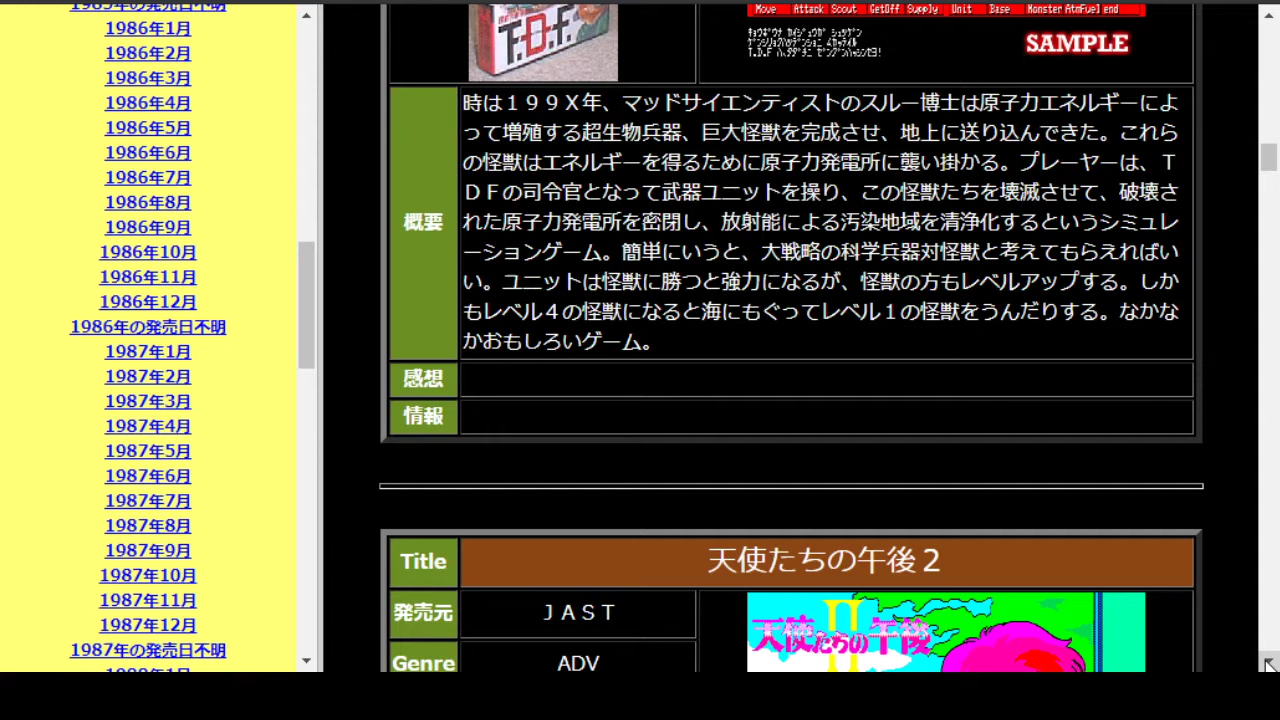 1985年の発売日不明
1986年1月
1986年2月
1986年3月
1986年4月
1986年5月
1986年6月
1986年7月
1986年8月
1986年9月
1986年10月
1986年11月
1986年12月
1986年の発売日不明
1987年1月
1987年2月
1987年3月
1987年4月
1987年5月
1987年6月
1987年7月
1987年8月
1987年9月
1987年10月
1987年11月
1987年12月
1987年の発売日不明
T.D.F.
Move Attack Scout GetOff Supply Unit Base Monster AtmFuel end
SAMPLE
概要
時は１９９Ｘ年、マッドサイエンティストのスルー博士は原子力エネルギーによ
って増殖する超生物兵器、巨大怪獣を完成させ、地上に送り込んできた。これら
の怪獣はエネルギーを得るために原子力発電所に襲い掛かる。プレーヤーは、Ｔ
ＤＦの司令官となって武器ユニットを操り、この怪獣たちを壊滅させて、破壊さ
れた原子力発電所を密閉し、放射能による汚染地域を清浄化するというシミュレ
ーションゲーム。簡単にいうと、大戦略の科学兵器対怪獣と考えてもらえればい
い。ユニットは怪獣に勝つと強力になるが、怪獣の方もレベルアップする。しか
もレベル４の怪獣になると海にもぐってレベル１の怪獣をうんだりする。なかな
かおもしろいゲーム。
感想
情報
Title
天使たちの午後２
発売元
ＪＡＳＴ
Genre
ADV
天使たちの午後
II